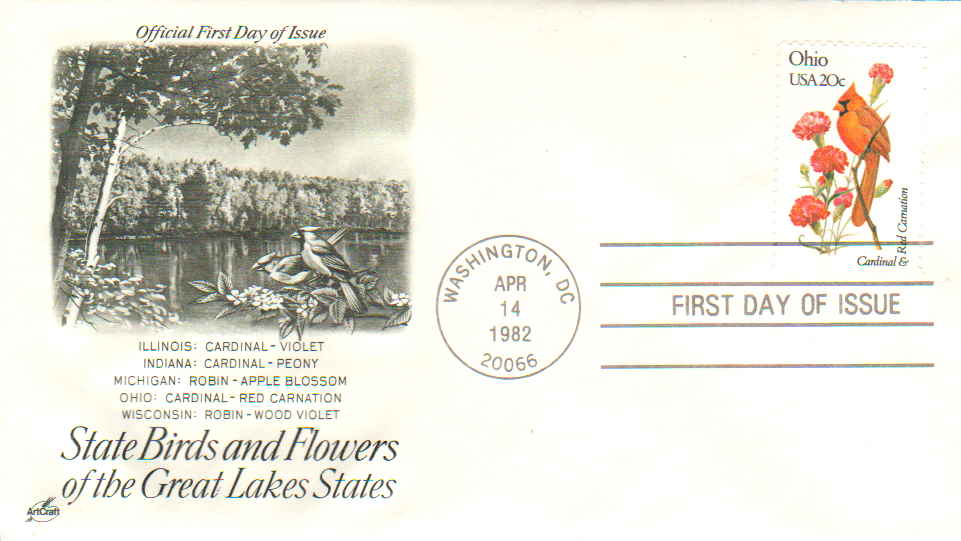 Official First Day of Issue
ILLINOIS: CARDINAL - VIOLET
INDIANA: CARDINAL - PEONY
MICHIGAN: ROBIN - APPLE BLOSSOM
OHIO: CARDINAL - RED CARNATION
WISCONSIN: ROBIN - WOOD VIOLET
State Birds and Flowers
of the Great Lakes States
ArtCraft
WASHINGTON, DC
APR
14
1982
20066
Ohio
USA 20c
Cardinal &
Red Carnation
FIRST DAY OF ISSUE